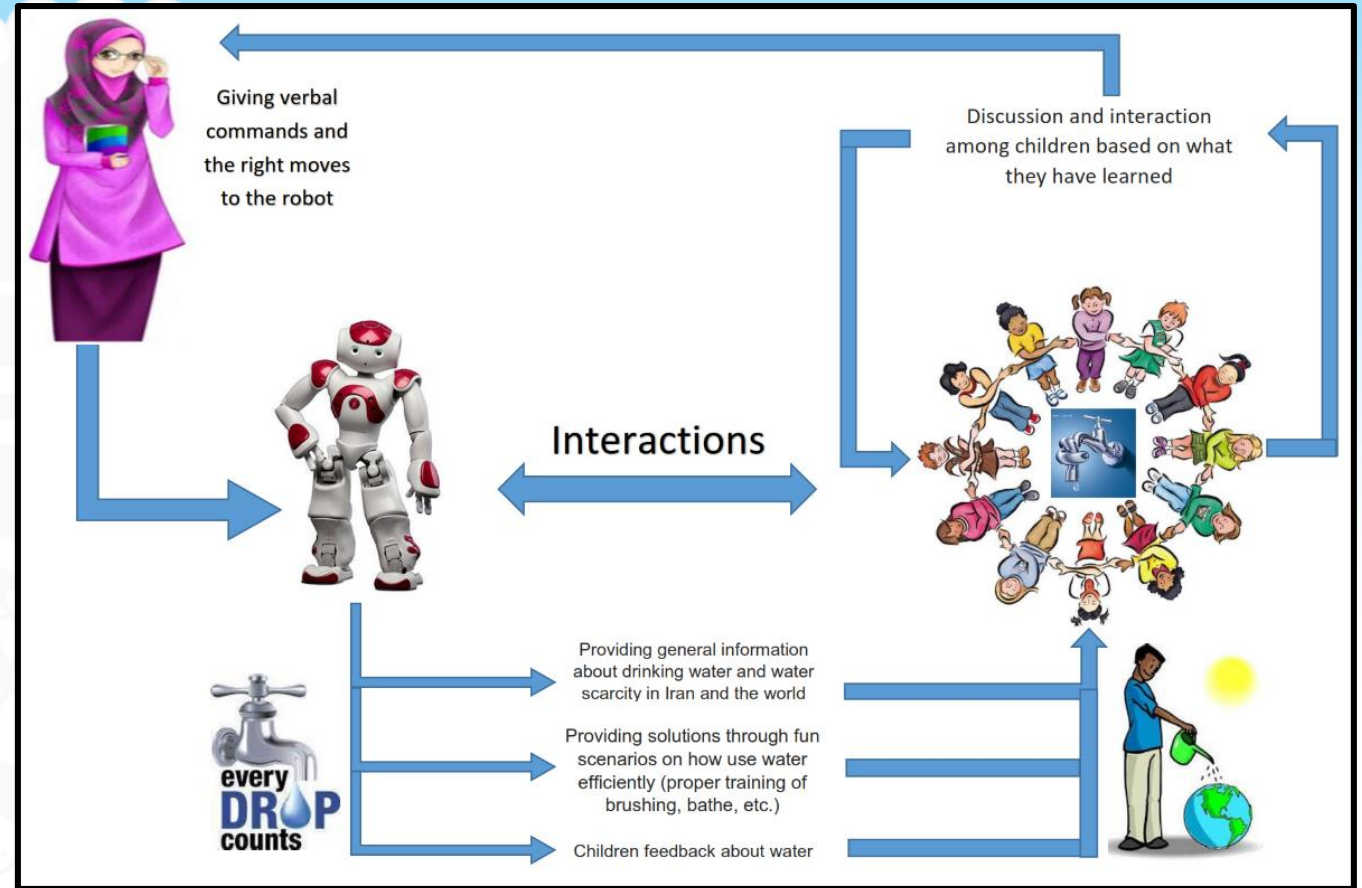 Giving verbal
commands and
the right moves
to the robot
Discussion and interaction
among children based on what
they have learned
Interactions
Providing general information
about drinking water and water
scarcity in Iran and the world
Providing solutions through fun
scenarios on how use water
efficiently (proper training of
brushing, bathe, etc.)
Children feedback about water
every
DROP
counts